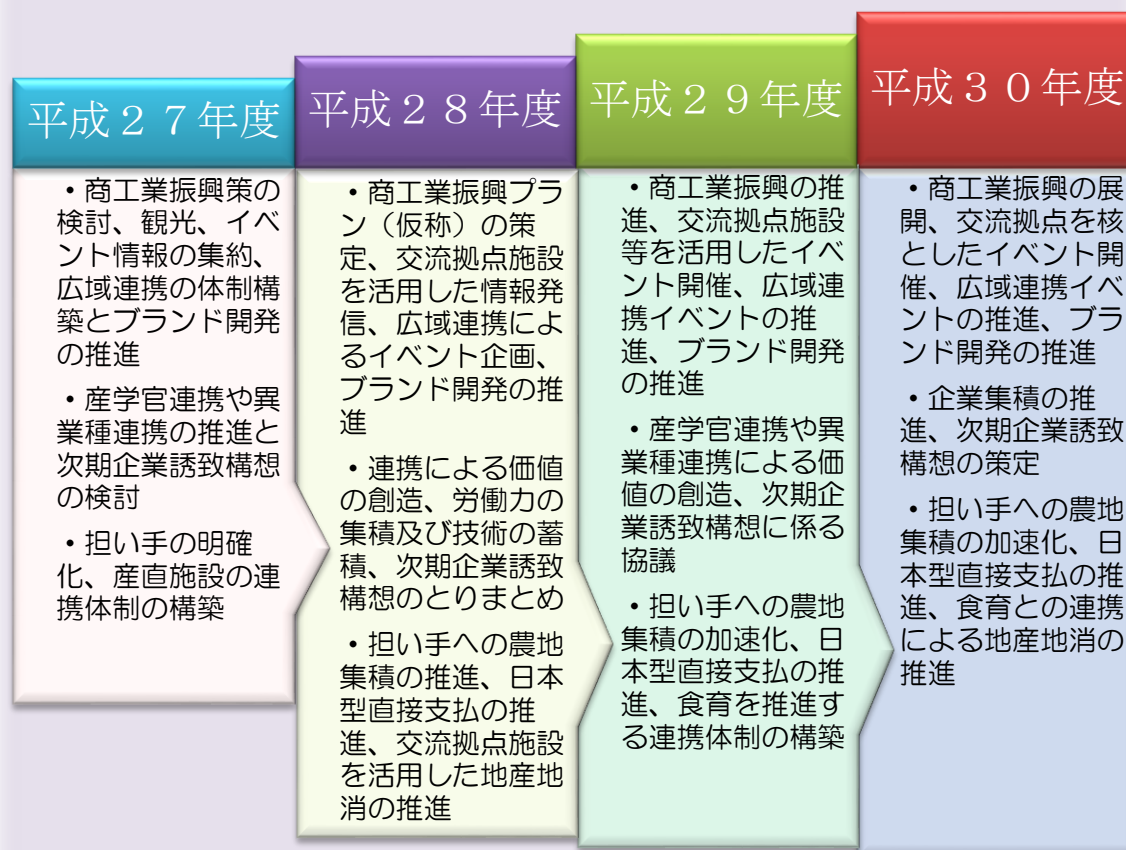 平成２７年度
・商工業振興策の
検討、観光、イベ
ント情報の集約、
広域連携の体制構
築とブランド開発
の推進
・産学官連携や異
業種連携の推進と
次期企業誘致構想
の検討
・担い手の明確
化、産直施設の連
携体制の構築
平成２８年度
・商工業振興プラ
ン（仮称）の策
定、交流拠点施設
を活用した情報発
信、広域連携によ
るイベント企画、
ブランド開発の推
進
・連携による価値
の創造、労働力の
集積及び技術の蓄
積、次期企業誘致
構想のとりまとめ
・担い手への農地
集積の推進、日本
型直接支払の推
進、交流拠点施設
を活用した地産地
消の推進
平成２９年度
・商工業振興の推
進、交流拠点施設
等を活用したイベ
ント開催、広域連
携イベントの推
進、ブランド開発
の推進
・産学官連携や異
業種連携による価
値の創造、次期企
業誘致構想に係る
協議
・担い手への農地
集積の加速化、日
本型直接支払の推
進、食育を推進す
る連携体制の構築
平成３０年度
・商工業振興の展
開、交流拠点を核
としたイベント開
催、広域連携イベ
ントの推進、ブラ
ンド開発の推進
・企業集積の推
進、次期企業誘致
構想の策定
・担い手への農地
集積の加速化、日
本型直接支払の推
進、食育との連携
による地産地消の
推進